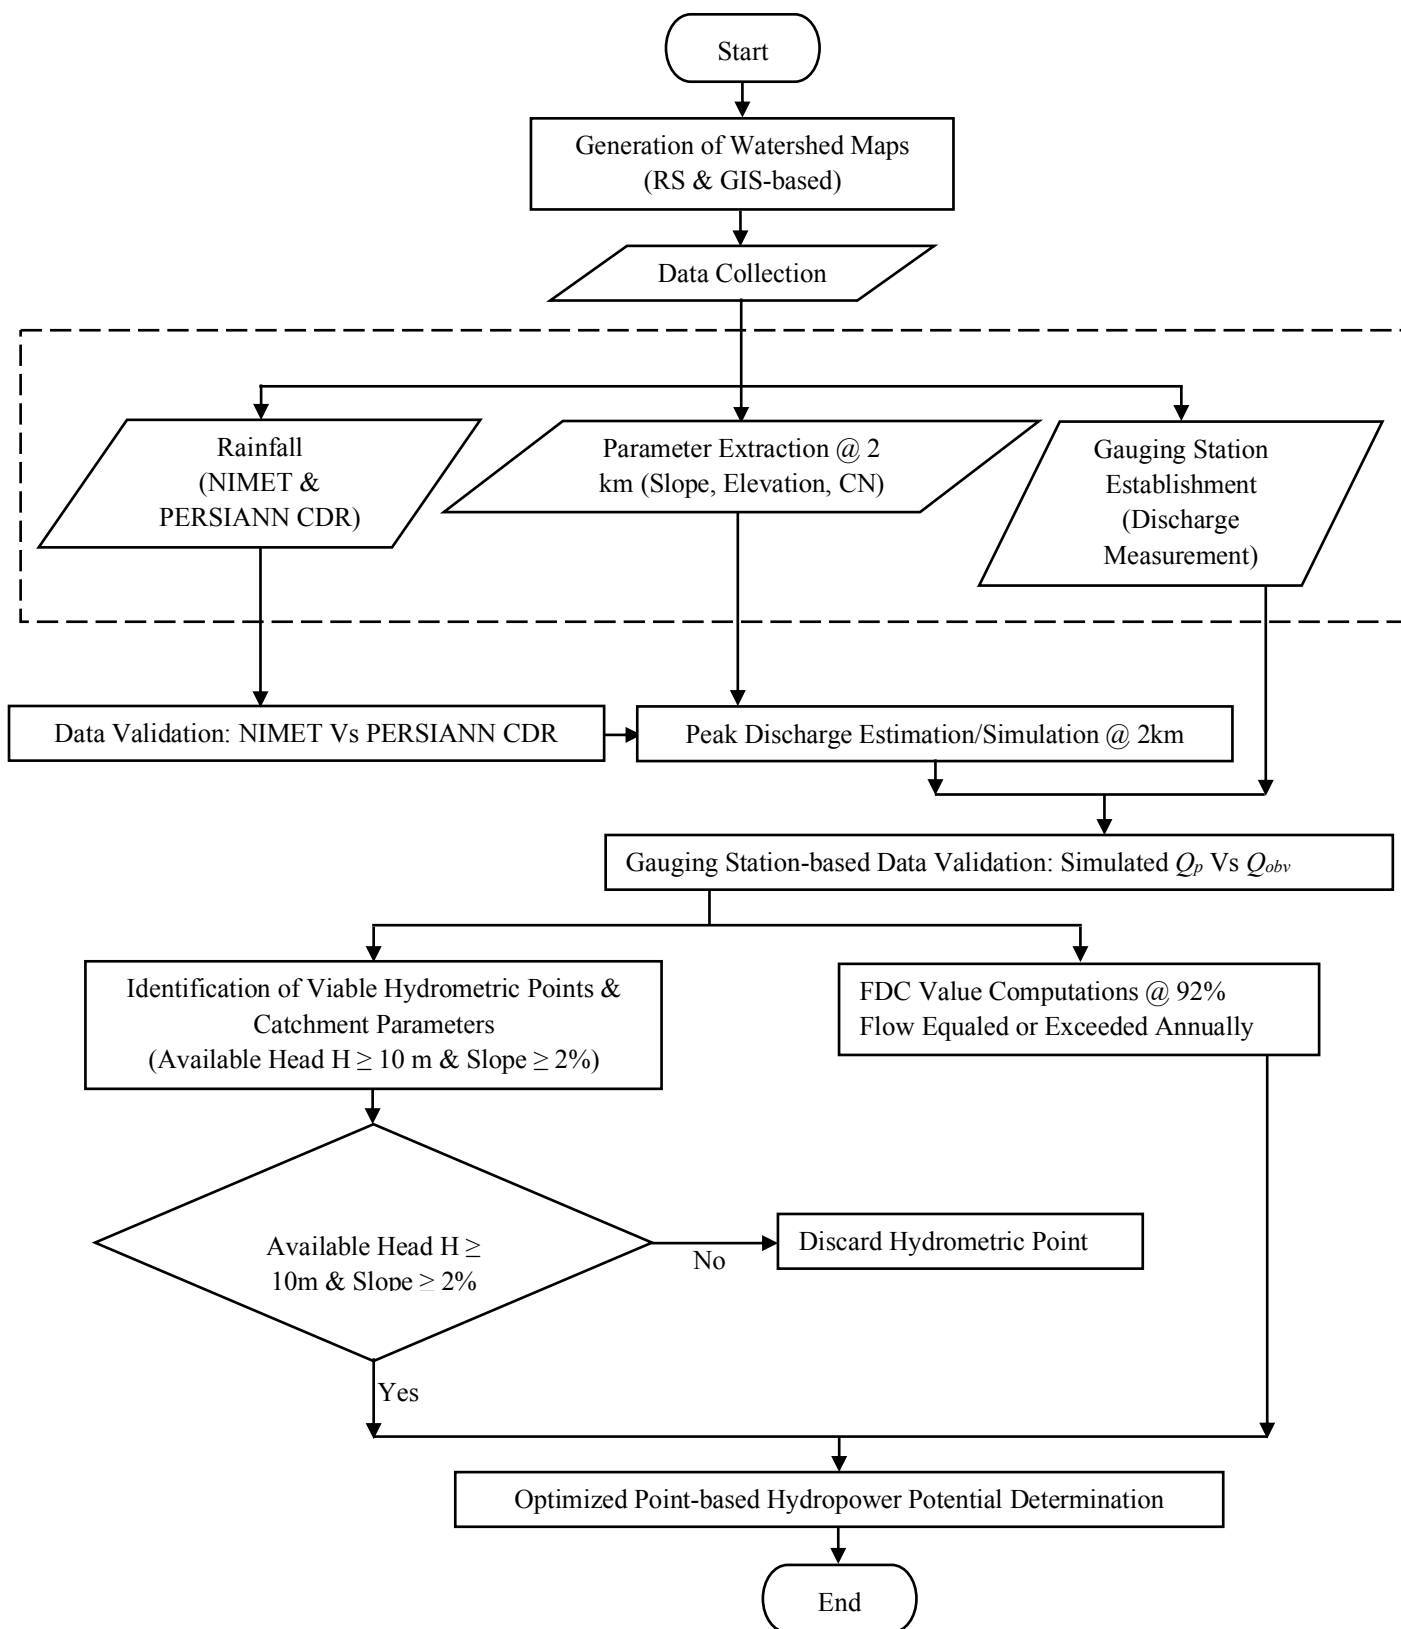 Start
Generation of Watershed Maps
(RS & GIS-based)
Data Collection
Rainfall
(NIMET &
PERSIANN CDR)
Parameter Extraction @ 2
km (Slope, Elevation, CN)
Gauging Station
Establishment
(Discharge
Measurement)
Data Validation: NIMET Vs PERSIANN CDR
Peak Discharge Estimation/Simulation @ 2km
Gauging Station-based Data Validation: Simulated Qp Vs Qobv
Identification of Viable Hydrometric Points &
Catchment Parameters
(Available Head H ≥ 10 m & Slope ≥ 2%)
FDC Value Computations @ 92%
Flow Equaled or Exceeded Annually
Available Head H ≥
10m & Slope ≥ 2%
No
Discard Hydrometric Point
Yes
Optimized Point-based Hydropower Potential Determination
End